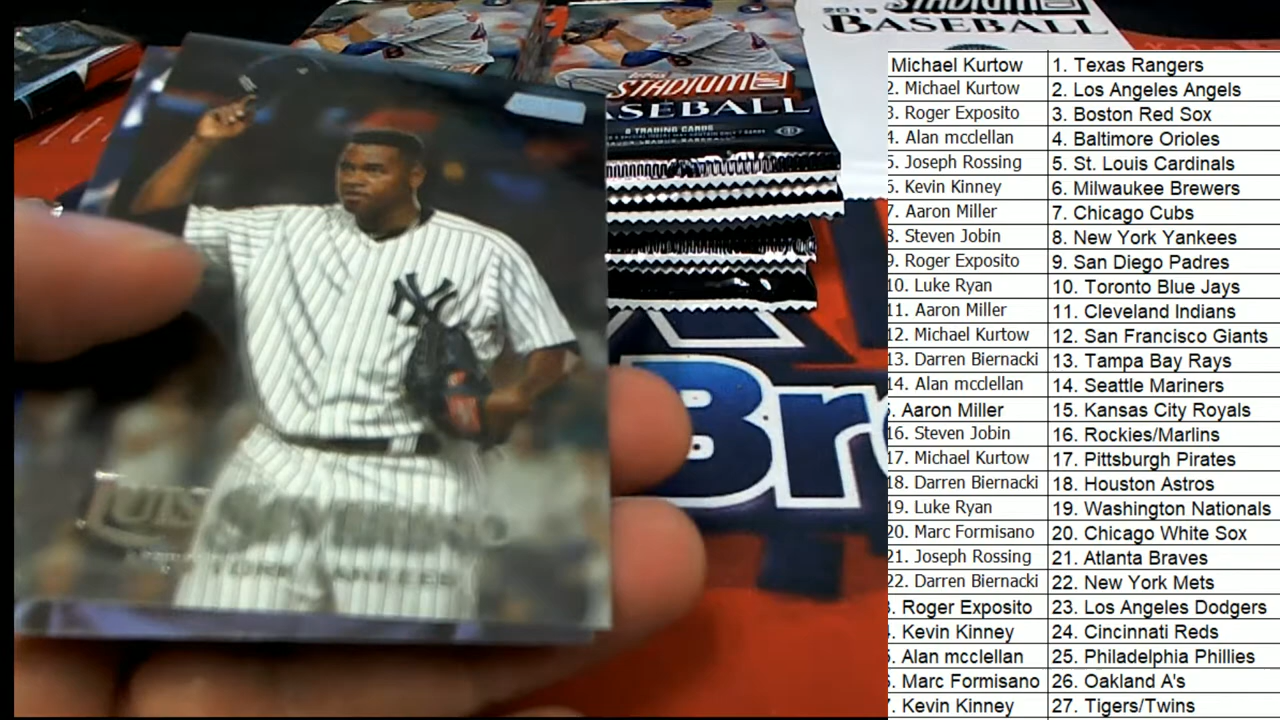 2019
STADIUM
BASEBALL
STADIUM
ASEBALL
8 TRADING CARDS
NY
LUIS SEVERINO
YORK YANKEES
Br
Michael Kurtow 1. Texas Rangers
2. Michael Kurtow 2. Los Angeles Angels
3. Roger Exposito 3. Boston Red Sox
4. Alan mcclellan 4. Baltimore Orioles
5. Joseph Rossing 5. St. Louis Cardinals
6. Kevin Kinney 6. Milwaukee Brewers
7. Aaron Miller 7. Chicago Cubs
8. Steven Jobin 8. New York Yankees
9. Roger Exposito 9. San Diego Padres
10. Luke Ryan 10. Toronto Blue Jays
11. Aaron Miller 11. Cleveland Indians
12. Michael Kurtow 12. San Francisco Giants
13. Darren Biernacki 13. Tampa Bay Rays
14. Alan mcclellan 14. Seattle Mariners
. Aaron Miller 15. Kansas City Royals
16. Steven Jobin 16. Rockies/Marlins
17. Michael Kurtow 17. Pittsburgh Pirates
18. Darren Biernacki 18. Houston Astros
19. Luke Ryan 19. Washington Nationals
20. Marc Formisano 20. Chicago White Sox
21. Joseph Rossing 21. Atlanta Braves
22. Darren Biernacki 22. New York Mets
. Roger Exposito 23. Los Angeles Dodgers
. Kevin Kinney 24. Cincinnati Reds
. Alan mcclellan 25. Philadelphia Phillies
. Marc Formisano 26. Oakland A's
. Kevin Kinney 27. Tigers/Twins